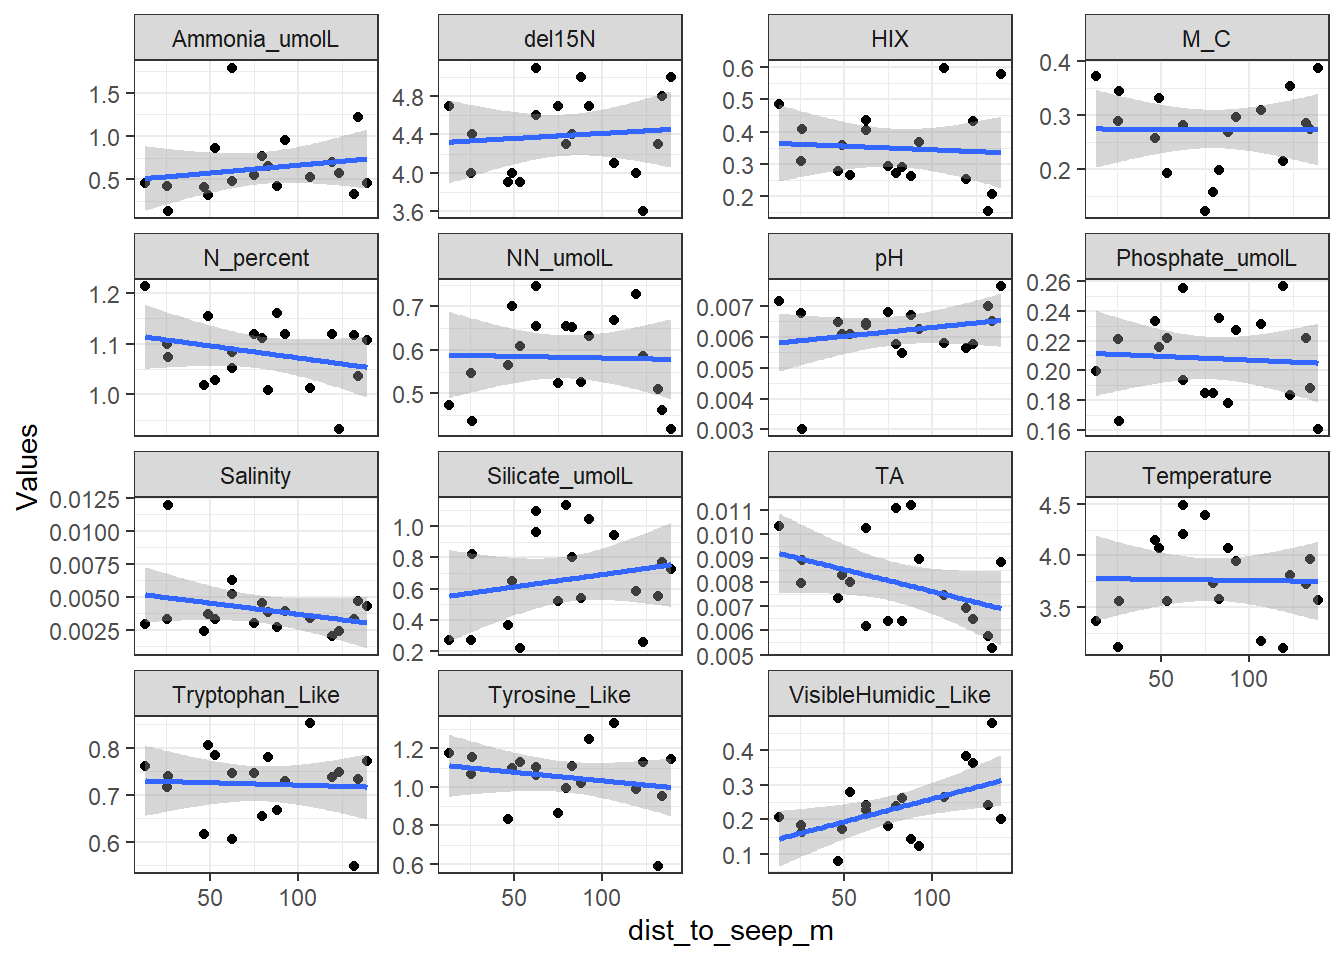 Ammonia_umolL del15N HIX M_C
1.5 1.0 0.5
4.8 4.4 4.0 3.6
0.6 0.5 0.4 0.3 0.2
0.4 0.3 0.2
N_percent NN_umolL pH Phosphate_umolL
1.2 1.1 1.0
0.7 0.6 0.5
0.007 0.006 0.005 0.004 0.003
0.26 0.24 0.22 0.20 0.18 0.16
Values
Salinity Silicate_umolL TA Temperature
0.0125 0.0100 0.0075 0.0050 0.0025
1.0 0.8 0.6 0.4 0.2
0.011 0.010 0.009 0.008 0.007 0.006 0.005
4.5 4.0 3.5
50 100
Tryptophan_Like Tyrosine_Like VisibleHumidic_Like
0.8 0.7 0.6
1.2 1.0 0.8 0.6
0.4 0.3 0.2 0.1
50 100 50 100 50 100
dist_to_seep_m